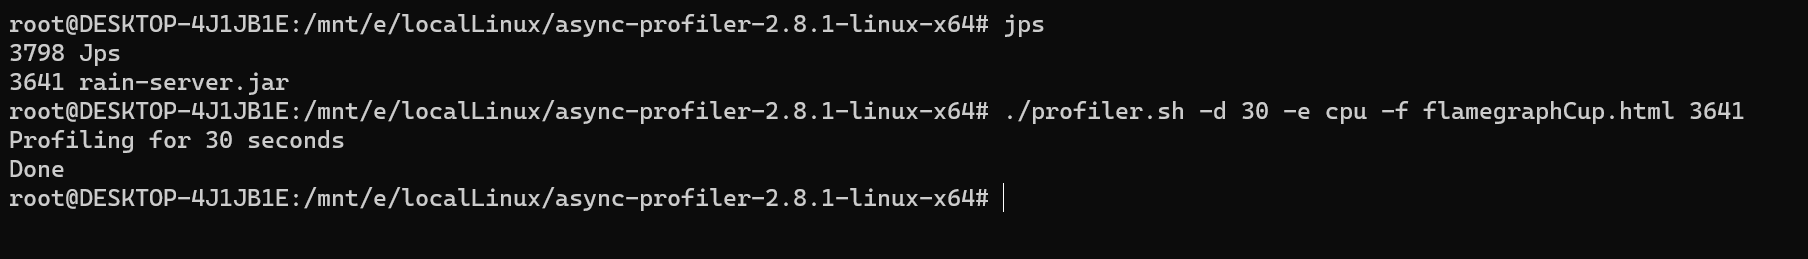 root@DESKTOP-4J1JB1E:/mnt/e/localLinux/async-profiler-2.8.1-linux-x64# jps
3798 Jps
3641 rain-server.jar
root@DESKTOP-4J1JB1E:/mnt/e/localLinux/async-profiler-2.8.1-linux-x64# ./profiler.sh -d 30 -e cpu -f flamegraphCup.html 3641
Profiling for 30 seconds
Done
root@DESKTOP-4J1JB1E:/mnt/e/localLinux/async-profiler-2.8.1-linux-x64#